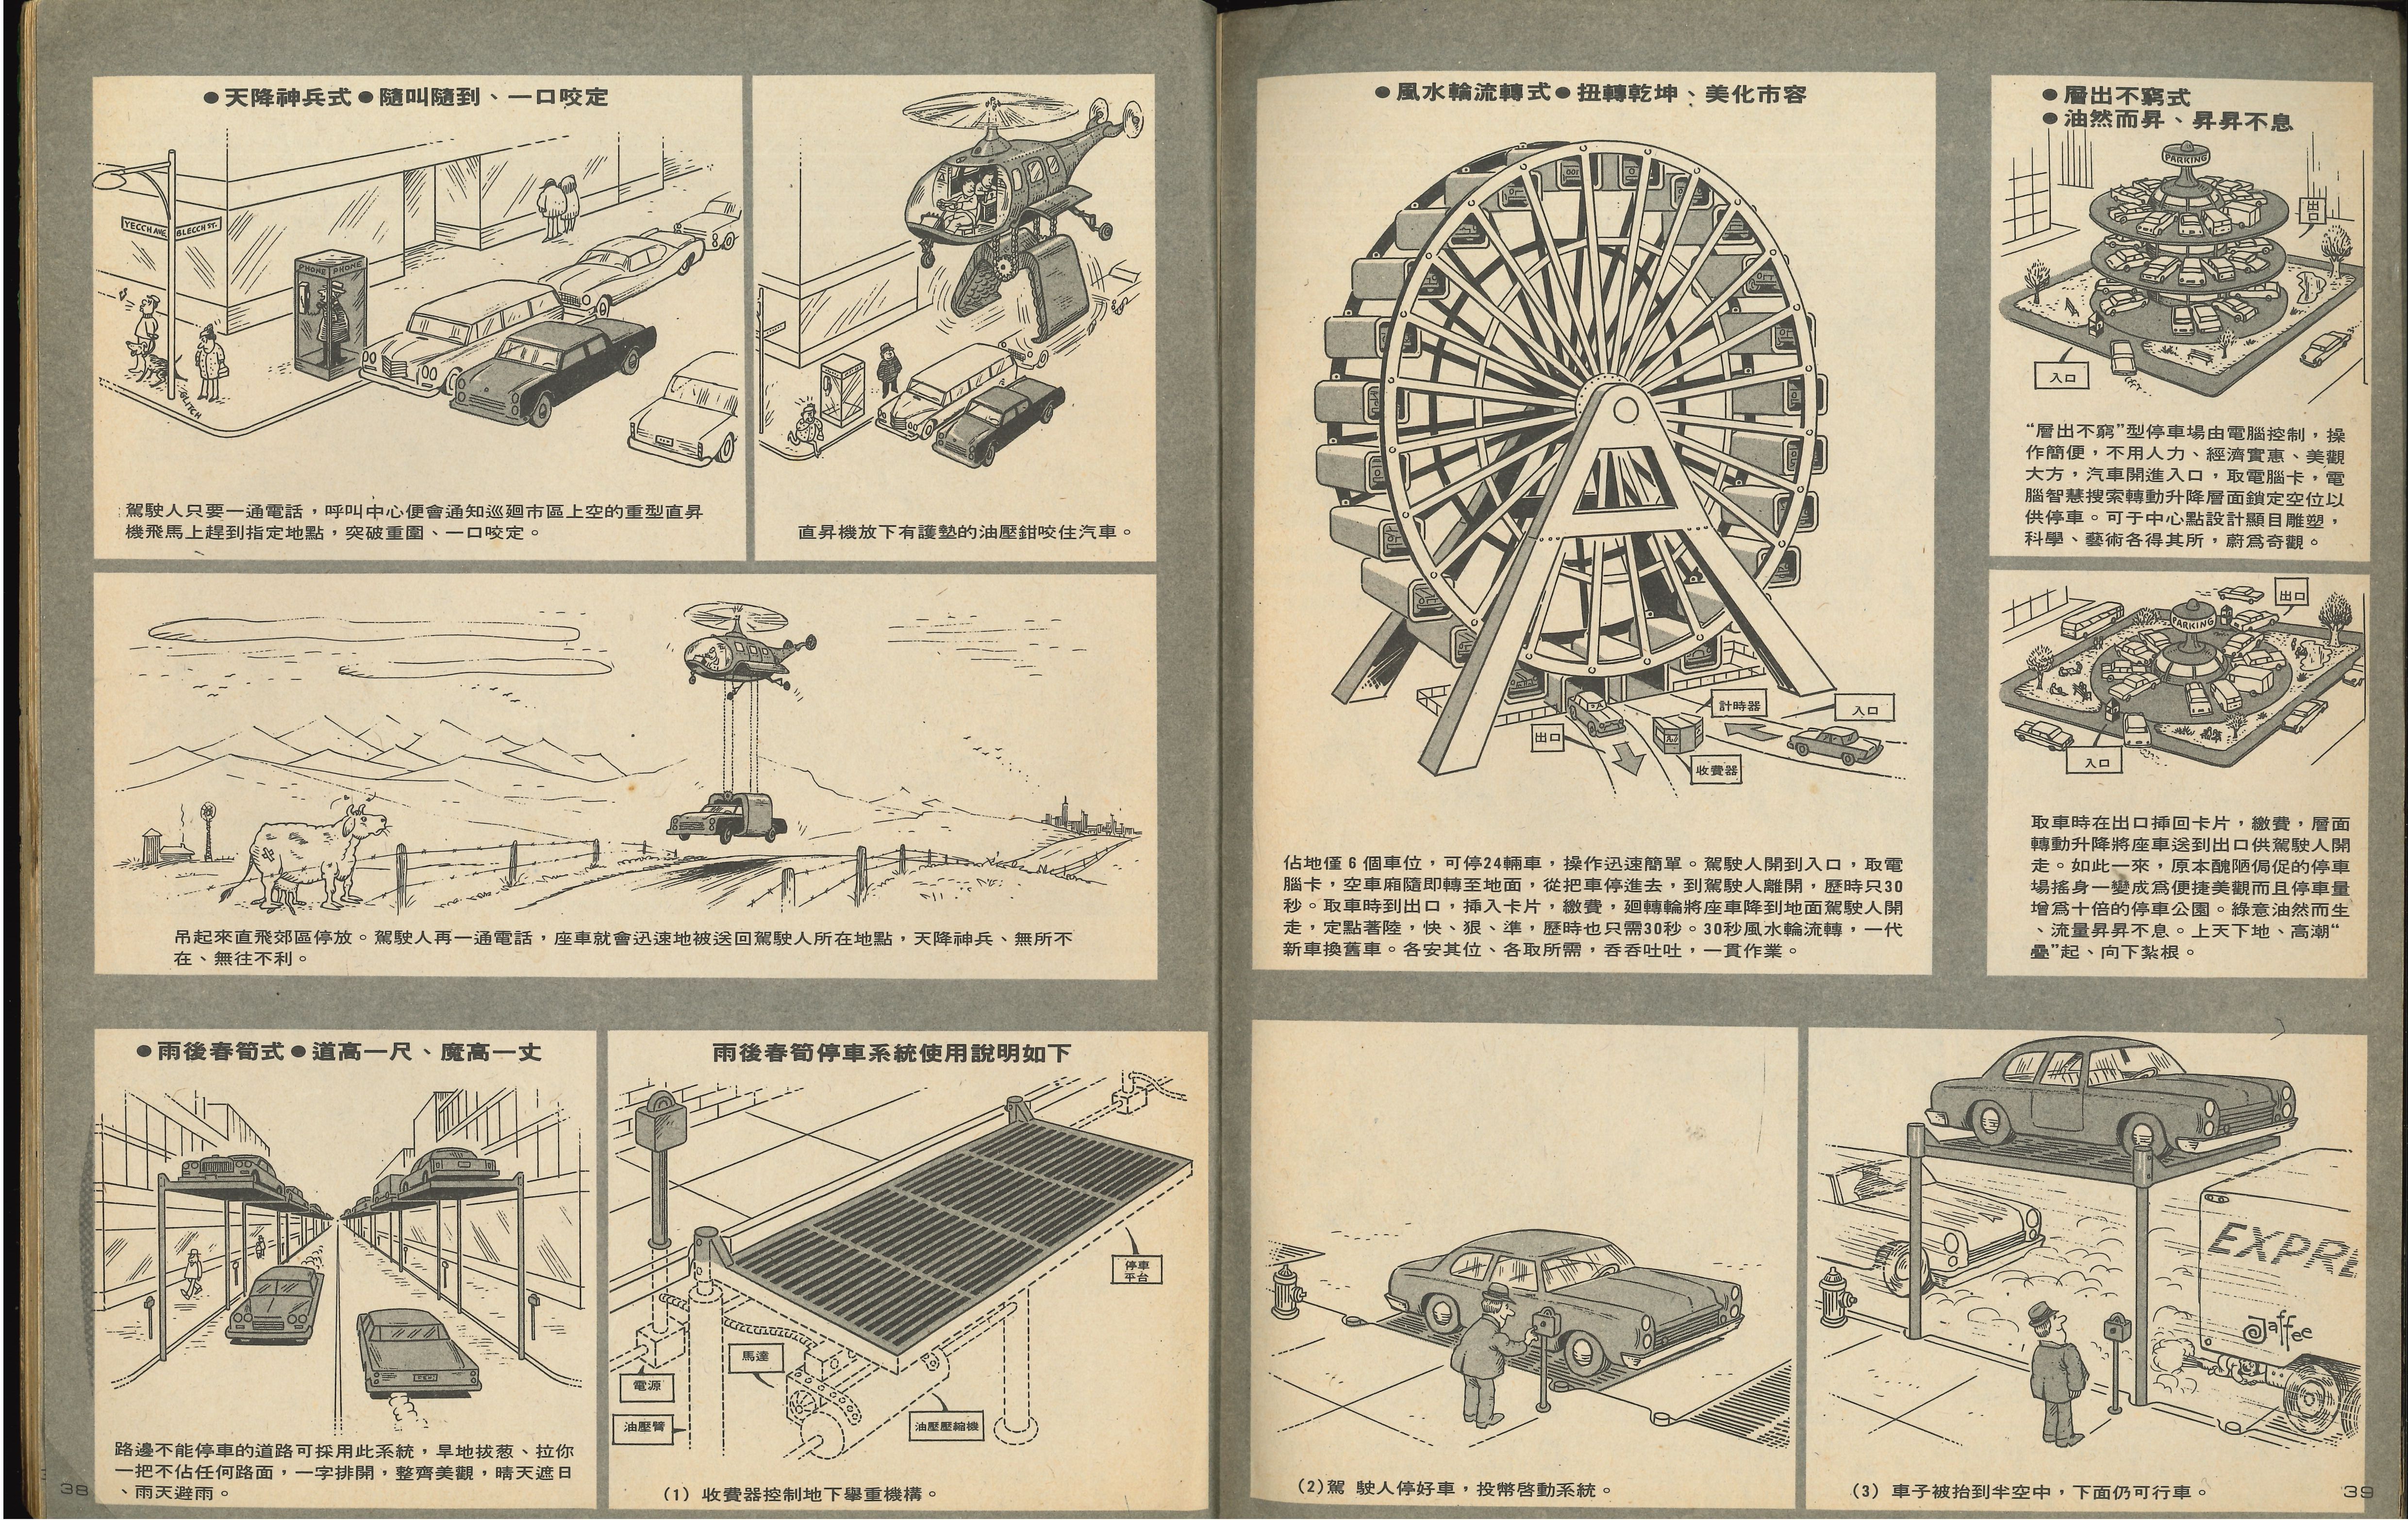 ●天降神兵式●隨叫隨到、一口咬定
YECCH AVE.
BLECCH ST.
PHONE
PHONE
BLITCH
駕駛人只要一通電話，呼叫中心便會通知巡廻市區上空的重型直昇
機飛馬上趕到指定地點，突破重圍、一口咬定。
直昇機放下有護墊的油壓鉗咬住汽車。
吊起來直飛郊區停放。駕駛人再一通電話，座車就會迅速地被送回駕駛人所在地點，天降神兵、無所不
在、無往不利。
●雨後春筍式●道高一尺、魔高一丈
路邊不能停車的道路可採用此系統，旱地拔葱、拉你
一把不佔任何路面，一字排開，整齊美觀，晴天遮日
、雨天避雨。
雨後春筍停車系統使用說明如下
停車
平台
馬達
電源
油壓臂
油壓壓縮機
(1) 收費器控制地下舉重機構。
38
●風水輪流轉式●扭轉乾坤、美化市容
計時器
入口
出口
收費器
佔地僅6個車位，可停24輛車，操作迅速簡單。駕駛人開到入口，取電
腦卡，空車廂隨即轉至地面，從把車停進去，到駕駛人離開，歷時只30
秒。取車時到出口，挿入卡片，繳費，廻轉輪將座車降到地面駕駛人開
走，定點著陸，快、狠、準，歷時也只需30秒。30秒風水輪流轉，一代
新車換舊車。各安其位、各取所需，吞吞吐吐，一貫作業。
●層出不窮式
●油然而昇、昇昇不息
PARKING
出口
入口
“層出不窮”型停車場由電腦控制，操
作簡便，不用人力、經濟實惠、美觀
大方，汽車開進入口，取電腦卡，電
腦智慧搜索轉動升降層面鎖定空位以
供停車。可于中心點設計顯目雕塑，
科學、藝術各得其所，蔚爲奇觀。
出口
PARKING
入口
取車時在出口挿回卡片，繳費，層面
轉動升降將座車送到出口供駕駛人開
走。如此一來，原本醜陋侷促的停車
場搖身一變成爲便捷美觀而且停車量
增爲十倍的停車公園。綠意油然而生
、流量昇昇不息。上天下地、高潮“
疊”起、向下紮根。
(2)駕 駛人停好車，投幣啓動系統。
EXPRE
Jaffee
(3) 車子被抬到半空中，下面仍可行車。
39